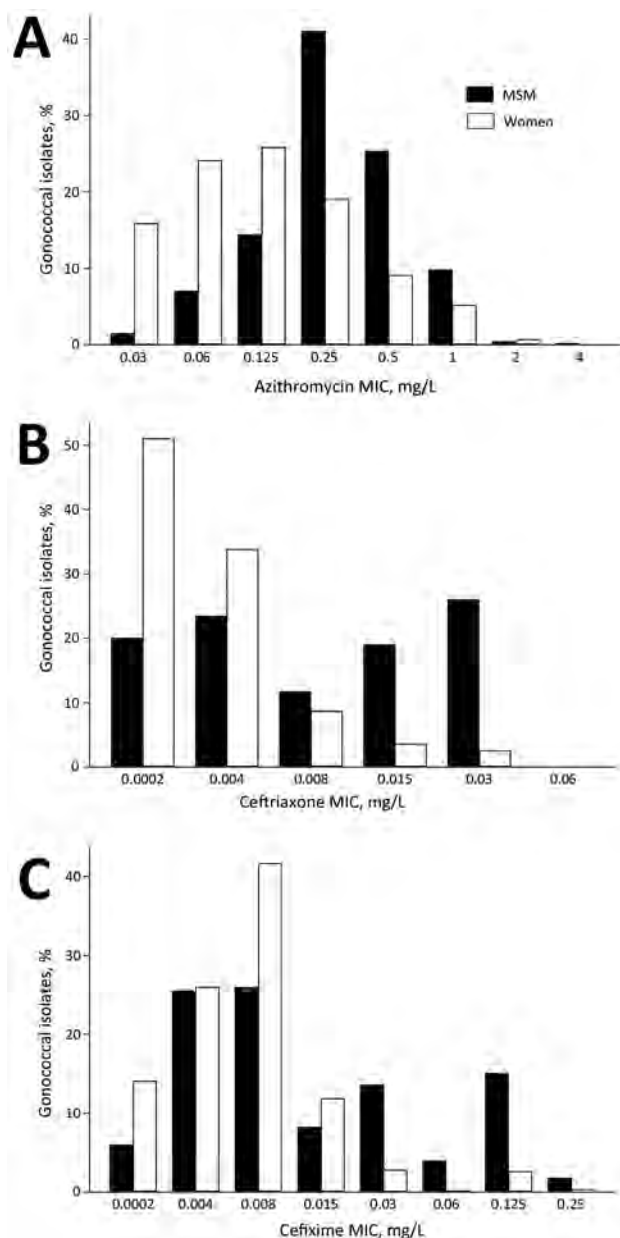 A
40
30
20
10
0
Gonococcal isolates, %
MSM
Women
0.03 0.06 0.125 0.25 0.5 1 2 4
Azithromycin MIC, mg/L
B
50
40
30
20
10
0
Gonococcal isolates, %
0.0002 0.004 0.008 0.015 0.03 0.06
Ceftriaxone MIC, mg/L
C
40
30
20
10
0
Gonococcal isolates, %
0.0002 0.004 0.008 0.015 0.03 0.06 0.125 0.25
Cefixime MIC, mg/L